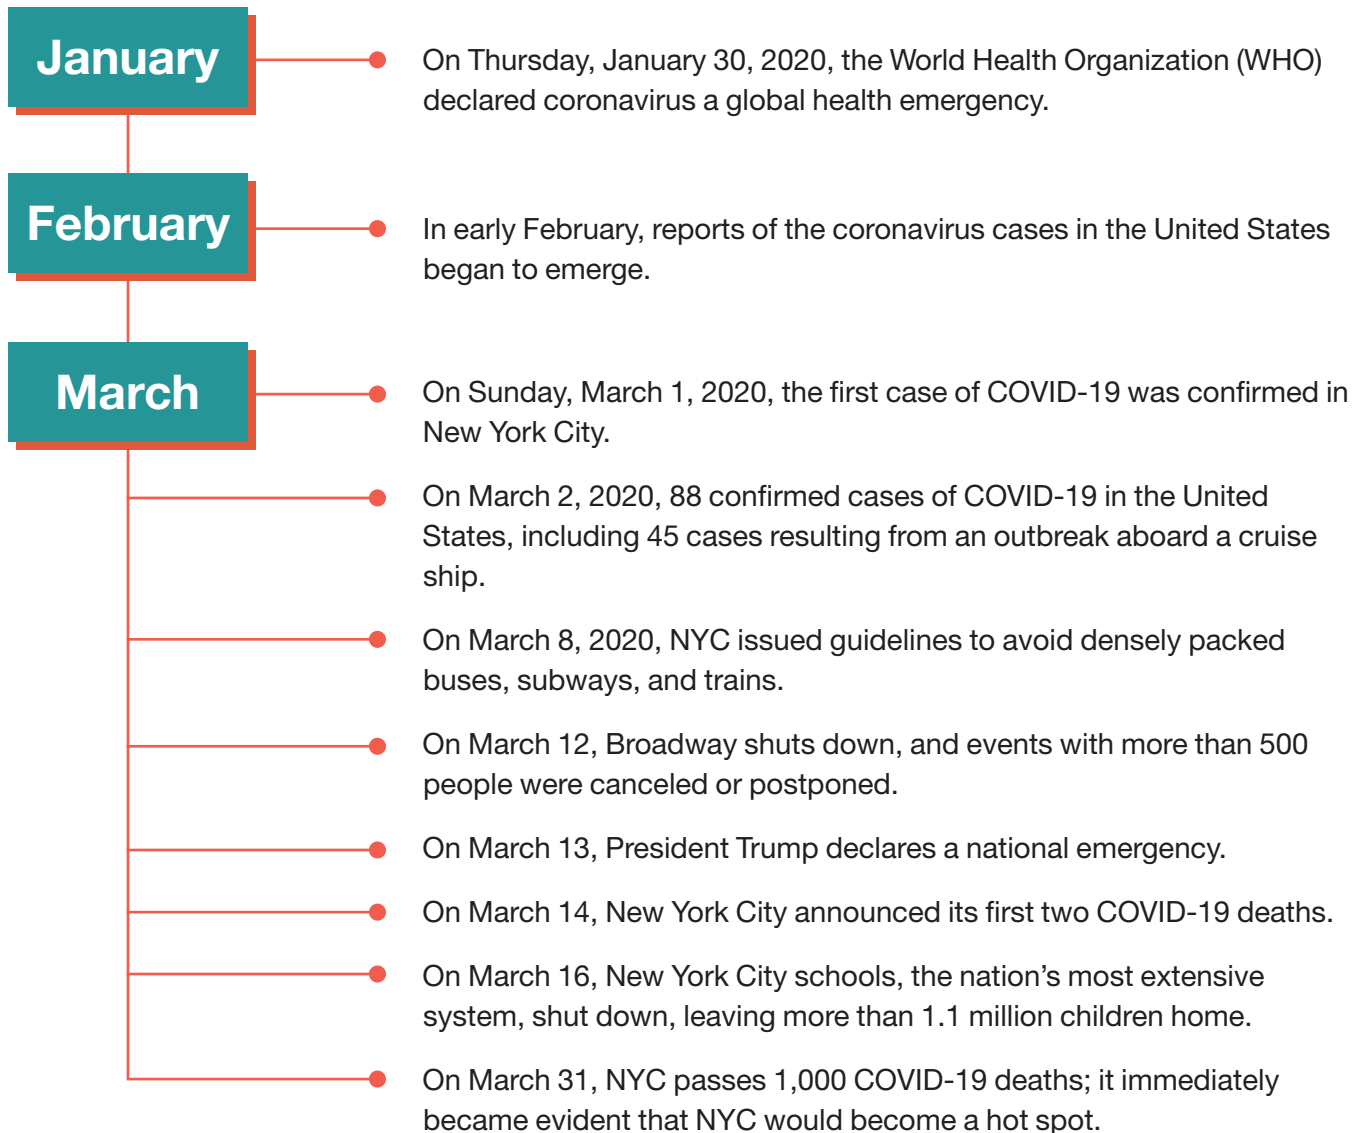 January
On Thursday, January 30, 2020, the World Health Organization (WHO)
declared coronavirus a global health emergency.
February
In early February, reports of the coronavirus cases in the United States
began to emerge.
March
On Sunday, March 1, 2020, the first case of COVID-19 was confirmed in
New York City.
On March 2, 2020, 88 confirmed cases of COVID-19 in the United
States, including 45 cases resulting from an outbreak aboard a cruise
ship.
On March 8, 2020, NYC issued guidelines to avoid densely packed
buses, subways, and trains.
On March 12, Broadway shuts down, and events with more than 500
people were canceled or postponed.
On March 13, President Trump declares a national emergency.
On March 14, New York City announced its first two COVID-19 deaths.
On March 16, New York City schools, the nation’s most extensive
system, shut down, leaving more than 1.1 million children home.
On March 31, NYC passes 1,000 COVID-19 deaths; it immediately
became evident that NYC would become a hot spot.